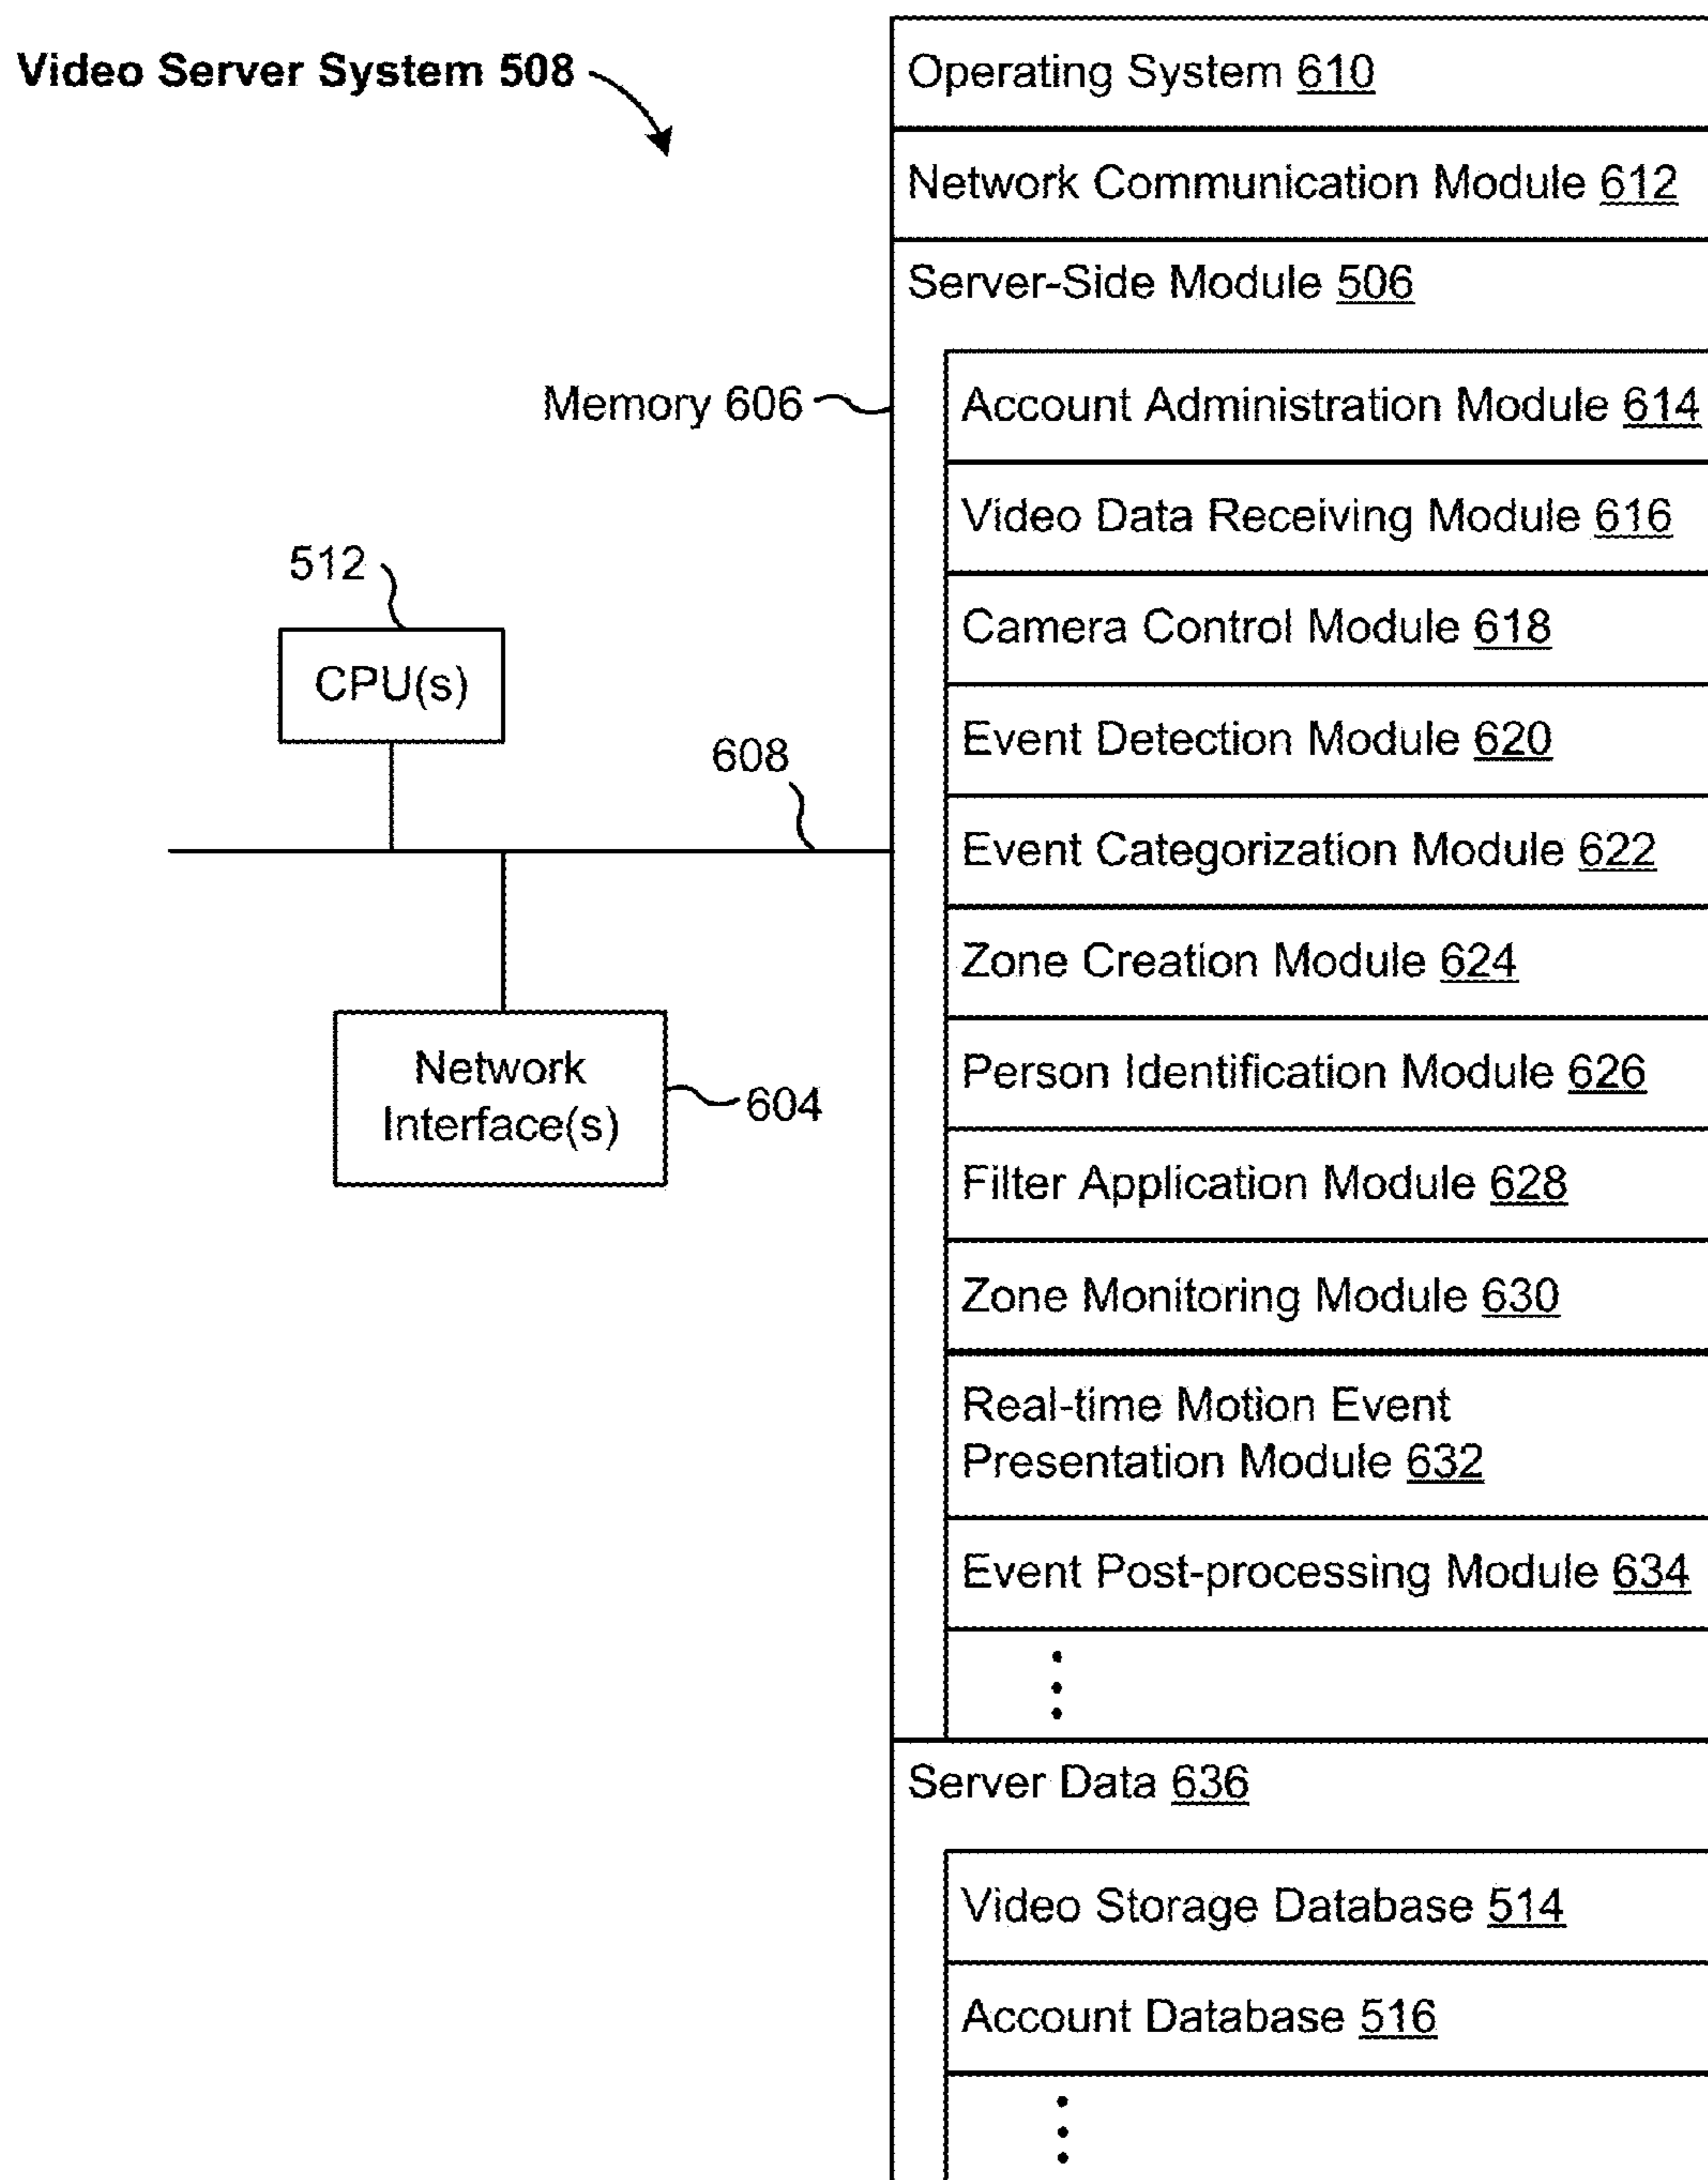 Video Server System 508
Operating System 610
Network Communication Module 612
Server-Side Module 506
Memory 606
Account Administration Module 614
Video Data Receiving Module 616
512
CPU(s)
Camera Control Module 618
Event Detection Module 620
608
Event Categorization Module 622
Zone Creation Module 624
Network
Interface(s)
604
Person Identification Module 626
Filter Application Module 628
Zone Monitoring Module 630
Real-time Motion Event
Presentation Module 632
Event Post-processing Module 634
Server Data 636
Video Storage Database 514
Account Database 516